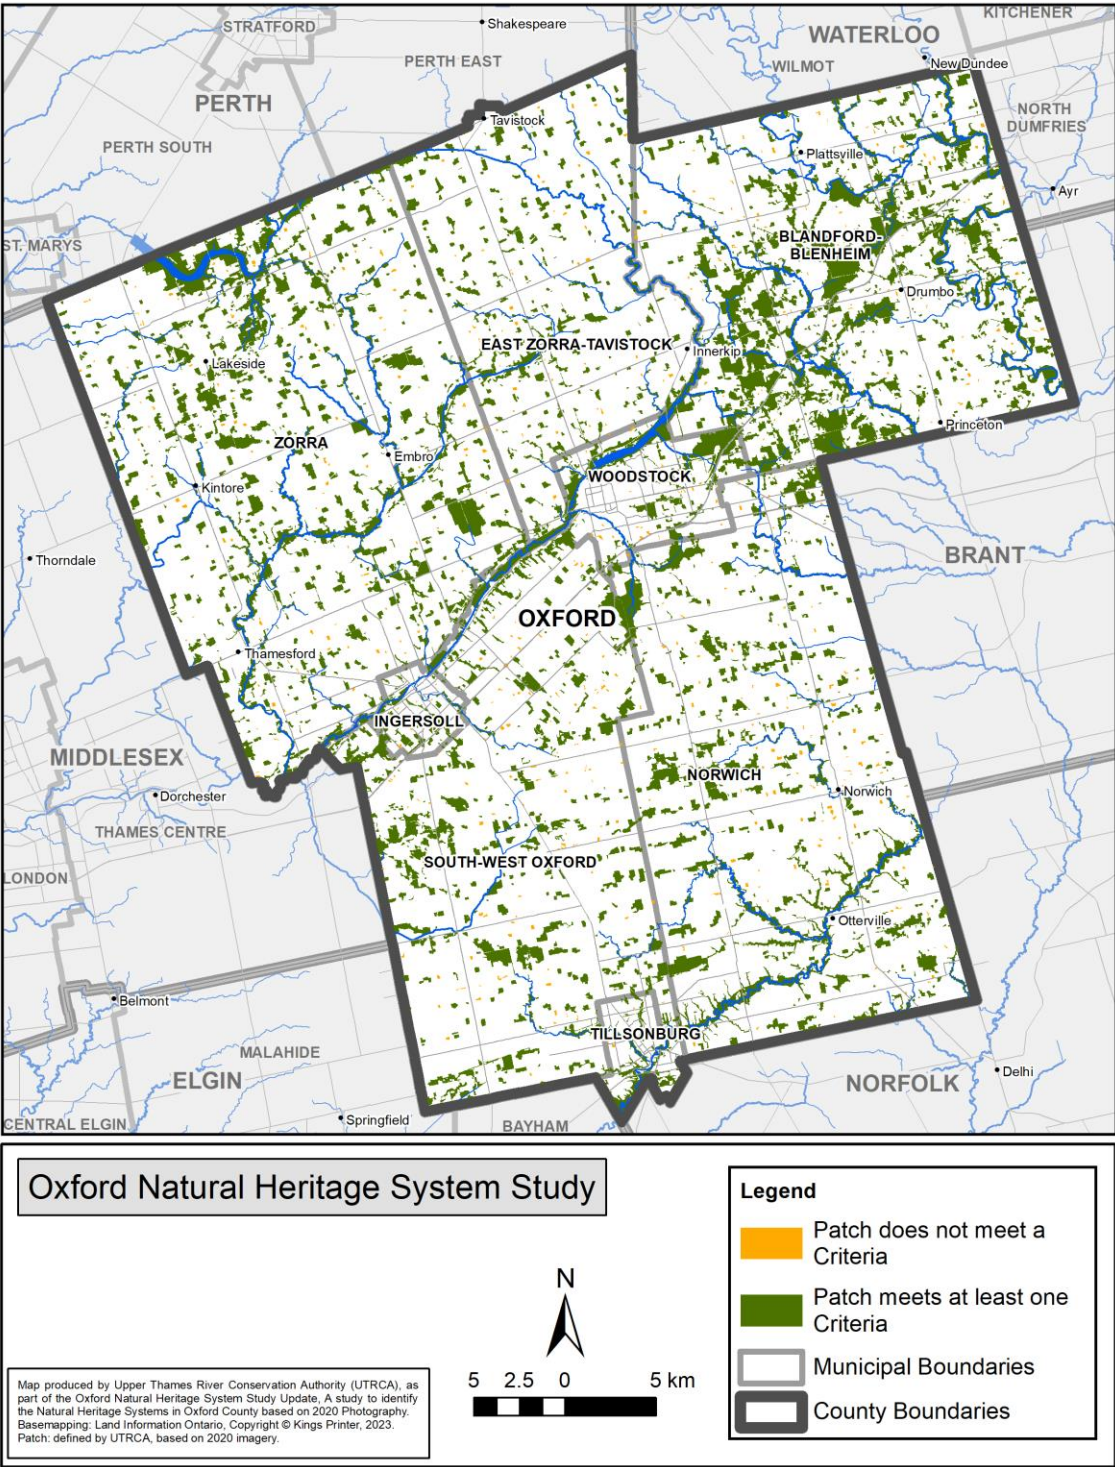 KITCHENER
STRATFORD
Shakespeare
WATERLOO
PERTH EAST
New Dundee
WILMOT
PERTH
NORTH
DUMFRIES
Tavistock
PERTH SOUTH
Plattsville
Ayr
ST. MARYS
BLANDFORD-
BLENHEIM
Drumbo
EAST ZORRA-TAVISTOCK
Innerkip
Lakeside
Princeton
ZORRA
Embro
WOODSTOCK
Kintore
BRANT
Thorndale
OXFORD
Thamesford
INGERSOLL
MIDDLESEX
NORWICH
Norwich
Dorchester
THAMES CENTRE
SOUTH-WEST OXFORD
LONDON
Otterville
Belmont
TILLSONBURG
MALAHIDE
ELGIN
NORFOLK
Delhi
CENTRAL ELGIN
Springfield
BAYHAM
Oxford Natural Heritage System Study
N
5 2.5 0 5 km
Map produced by Upper Thames River Conservation Authority (UTRCA), as
part of the Oxford Natural Heritage System Study Update, A study to identify
the Natural Heritage Systems in Oxford County based on 2020 Photography.
Basemapping: Land Information Ontario, Copyright © Kings Printer, 2023.
Patch: defined by UTRCA, based on 2020 imagery.
Legend
Patch does not meet a
Criteria
Patch meets at least one
Criteria
Municipal Boundaries
County Boundaries